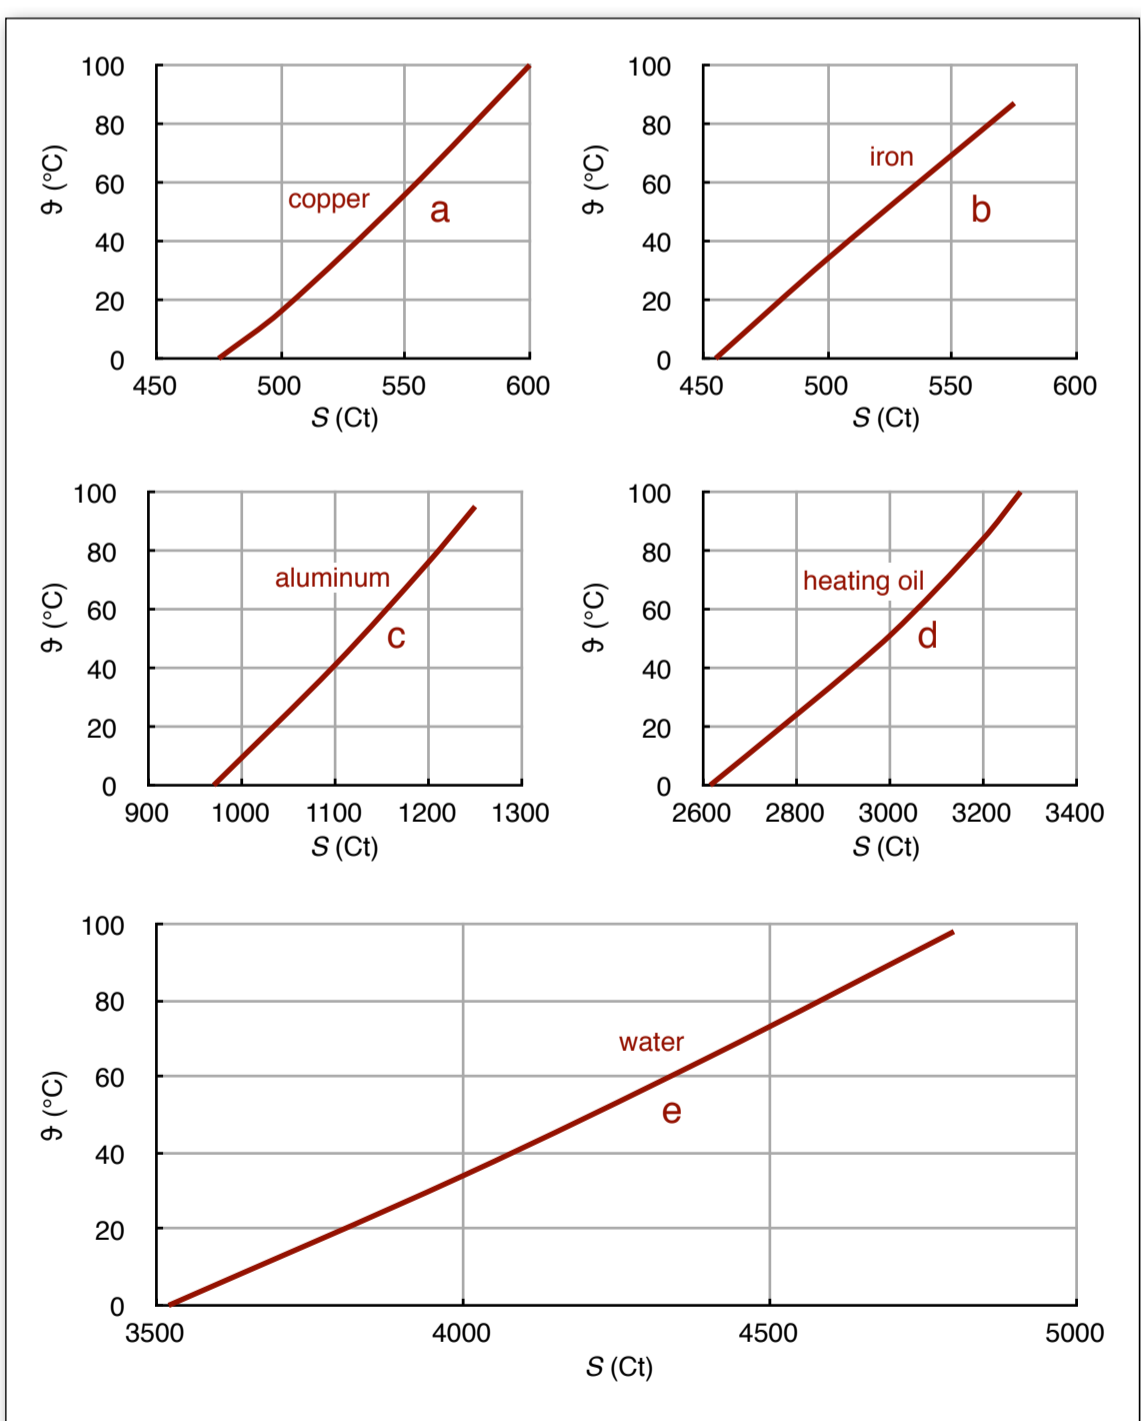 100
80
60
40
20
0
ϑ (°C)
copper
a
450 500 550 600
S (Ct)
100
80
60
40
20
0
ϑ (°C)
iron
b
450 500 550 600
S (Ct)
100
80
60
40
20
0
ϑ (°C)
aluminum
c
900 1000 1100 1200 1300
S (Ct)
100
80
60
40
20
0
ϑ (°C)
heating oil
d
2600 2800 3000 3200 3400
S (Ct)
100
80
60
40
20
0
ϑ (°C)
water
e
3500 4000 4500 5000
S (Ct)